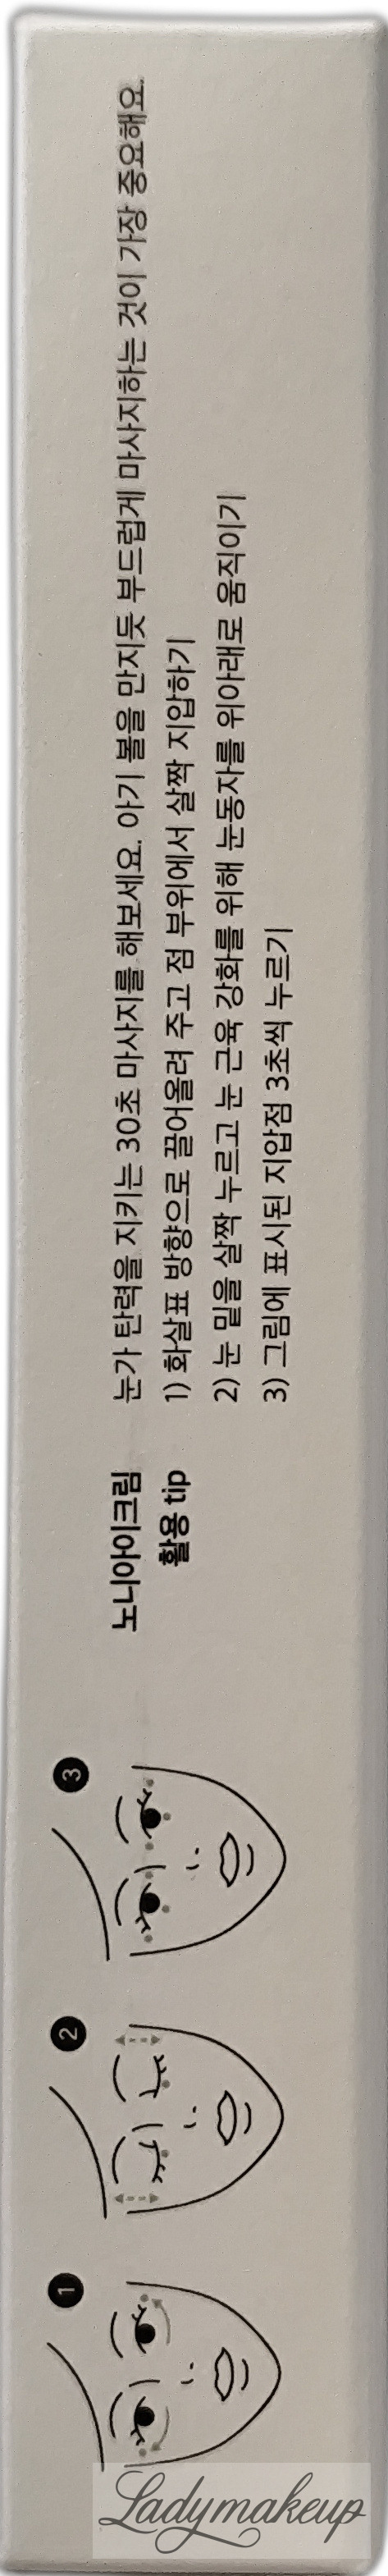 1
2
3
노니아이크림
활용 tip
눈가 탄력을 지키는 30초 마사지를 해보세요. 아기 볼을 만지듯 부드럽게 마사지하는 것이 가장 중요해요.
1) 화살표 방향으로 끌어올려 주고 점 부위에서 살짝 지압하기
2) 눈 밑을 살짝 누르고 눈 근육 강화를 위해 눈동자를 위아래로 움직이기
3) 그림에 표시된 지압점 3초씩 누르기
Ladymakeup